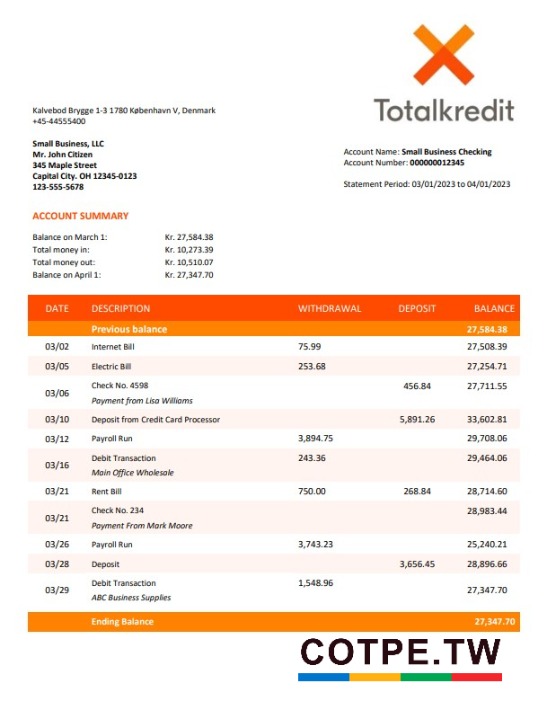 Totalkredit
Kalvebod Brygge 1-3 1780 København V, Denmark
+45-44555400
Small Business, LLC
Mr. John Citizen
345 Maple Street
Capital City. OH 12345-0123
123-555-5678
Account Name: Small Business Checking
Account Number: 000000012345
Statement Period: 03/01/2023 to 04/01/2023
ACCOUNT SUMMARY
Balance on March 1: Kr. 27,584.38
Total money in: Kr. 10,273.39
Total money out: Kr. 10,510.07
Balance on April 1: Kr. 27,347.70
DATE DESCRIPTION WITHDRAWAL DEPOSIT BALANCE
Previous balance 27,584.38
03/02 Internet Bill 75.99 27,508.39
03/05 Electric Bill 253.68 27,254.71
03/06 Check No. 4598 456.84 27,711.55
Payment from Lisa Williams
03/10 Deposit from Credit Card Processor 5,891.26 33,602.81
03/12 Payroll Run 3,894.75 29,708.06
03/16 Debit Transaction 243.36 29,464.06
Main Office Wholesale
03/21 Rent Bill 750.00 268.84 28,714.60
03/21 Check No. 234 28,983.44
Payment From Mark Moore
03/26 Payroll Run 3,743.23 25,240.21
03/28 Deposit 3,656.45 28,896.66
03/29 Debit Transaction 1,548.96 27,347.70
ABC Business Supplies
Ending Balance 27,347.70
COTPE.TW